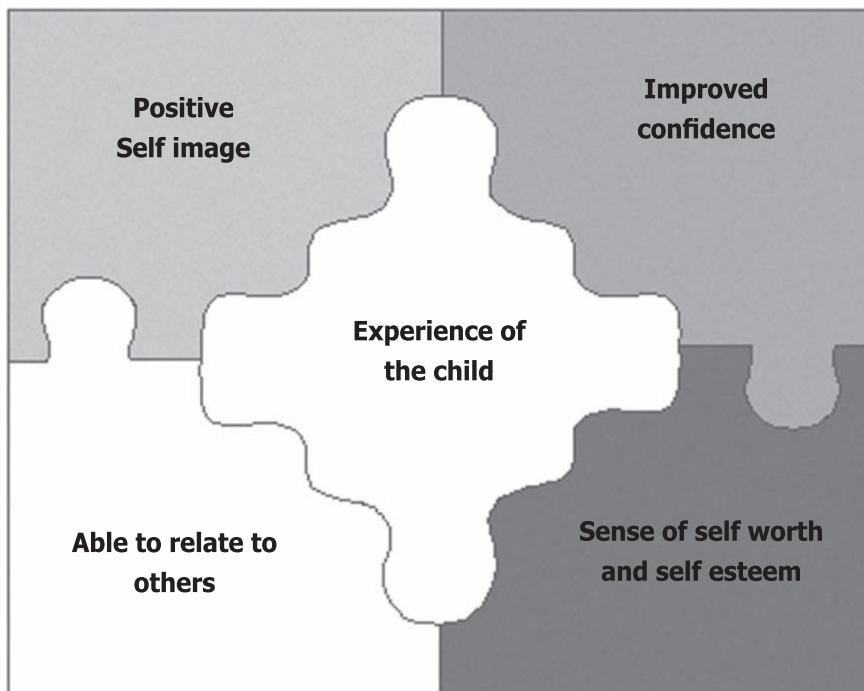 Positive
Self image
Improved
confidence
Experience of
the child
Able to relate to
others
Sense of self worth
and self esteem